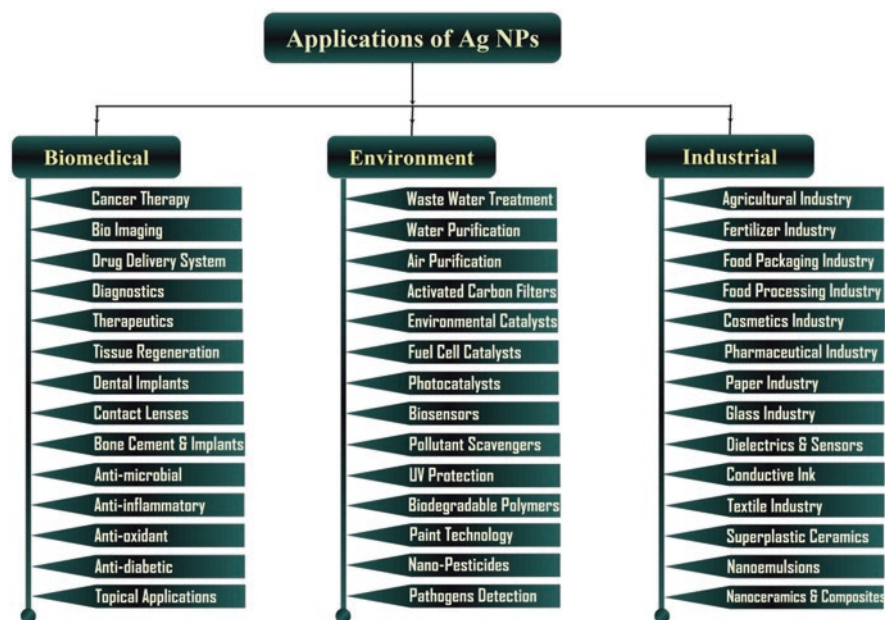 Applications of Ag NPs
Biomedical
Cancer Therapy
Bio Imaging
Drug Delivery System
Diagnostics
Therapeutics
Tissue Regeneration
Dental Implants
Contact Lenses
Bone Cement & Implants
Anti-microbial
Anti-inflammatory
Anti-oxidant
Anti-diabetic
Topical Applications
Environment
Waste Water Treatment
Water Purification
Air Purification
Activated Carbon Filters
Environmental Catalysts
Fuel Cell Catalysts
Photocatalysts
Biosensors
Pollutant Scavengers
UV Protection
Biodegradable Polymers
Paint Technology
Nano-Pesticides
Pathogens Detection
Industrial
Agricultural Industry
Fertilizer Industry
Food Packaging Industry
Food Processing Industry
Cosmetics Industry
Pharmaceutical Industry
Paper Industry
Glass Industry
Dielectrics & Sensors
Conductive Ink
Textile Industry
Superplastic Ceramics
Nanoemulsions
Nanoceramics & Composites